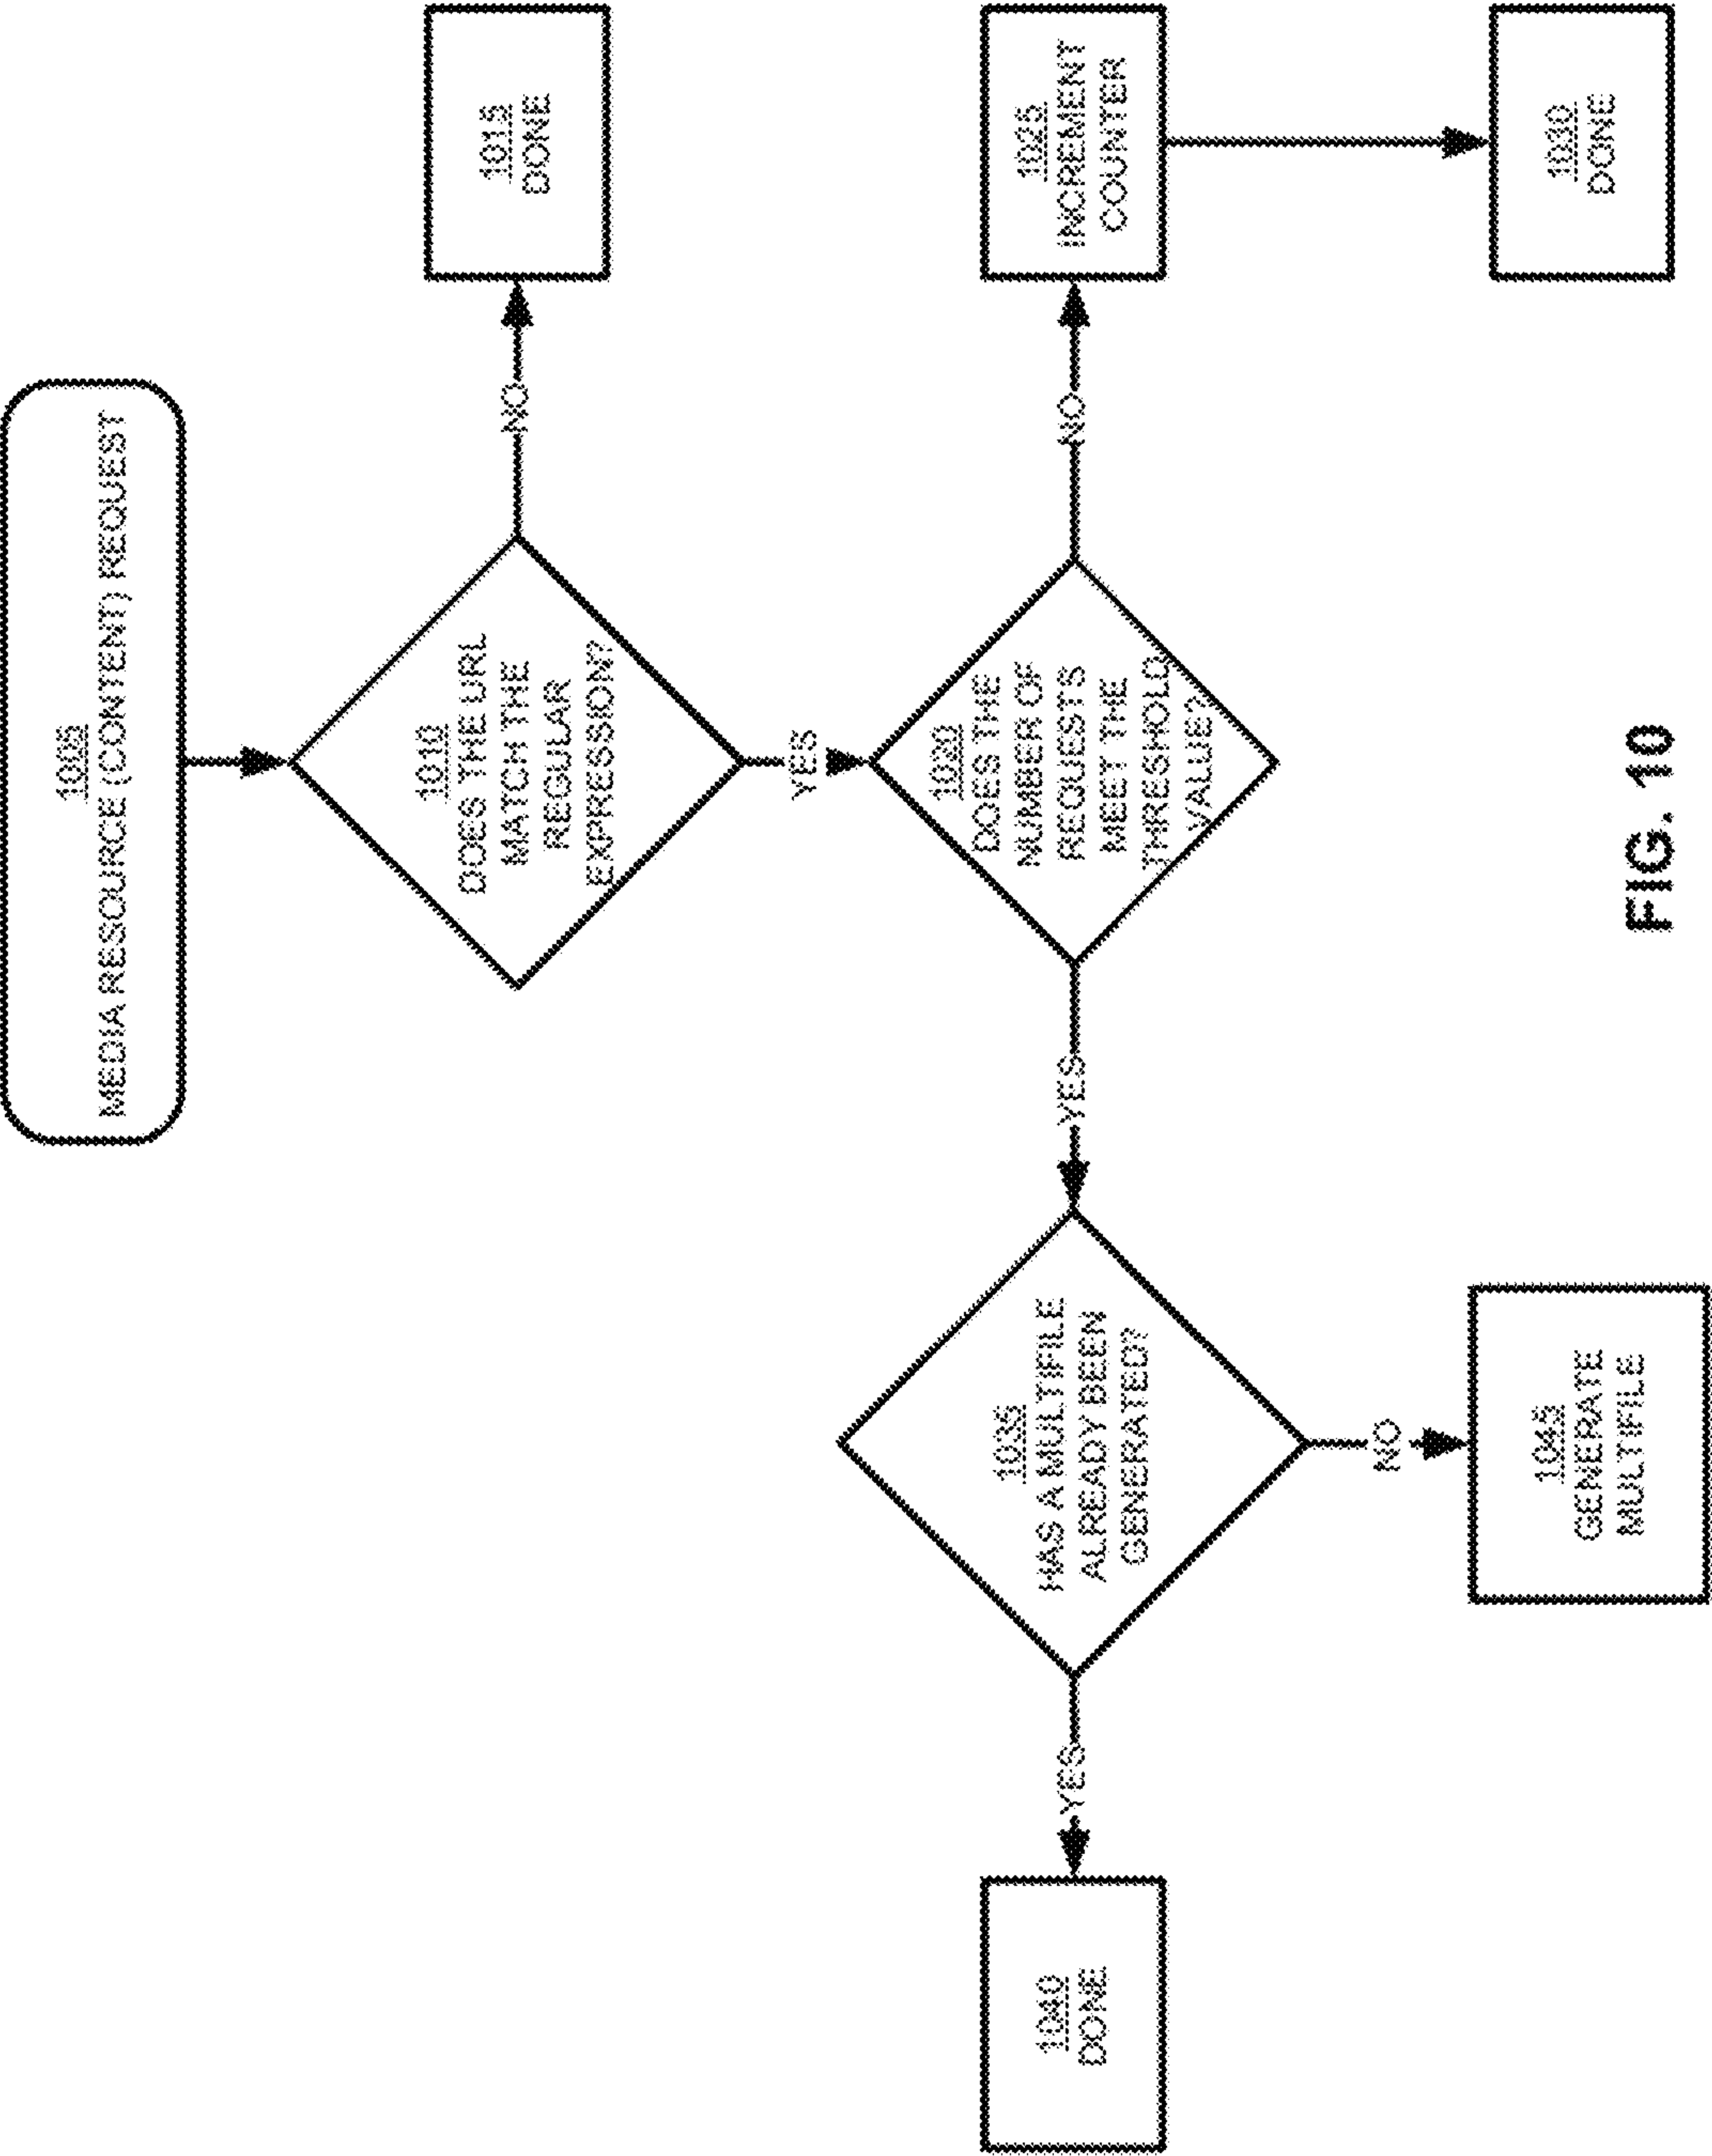 1005
MEDIA RESOURCE (CONTENT) REQUEST
1010
DOES THE URL
MATCH THE
REGULAR
EXPRESSION?
NO
1015
DONE
YES
1020
DOES THE
NUMBER OF
REQUESTS
MEET THE
THRESHOLD
VALUE?
NO
1025
INCREMENT
COUNTER
1030
DONE
YES
1035
HAS A MULTIFILE
ALREADY BEEN
GENERATED?
YES
1040
DONE
NO
1045
GENERATE
MULTIFILE
FIG. 10